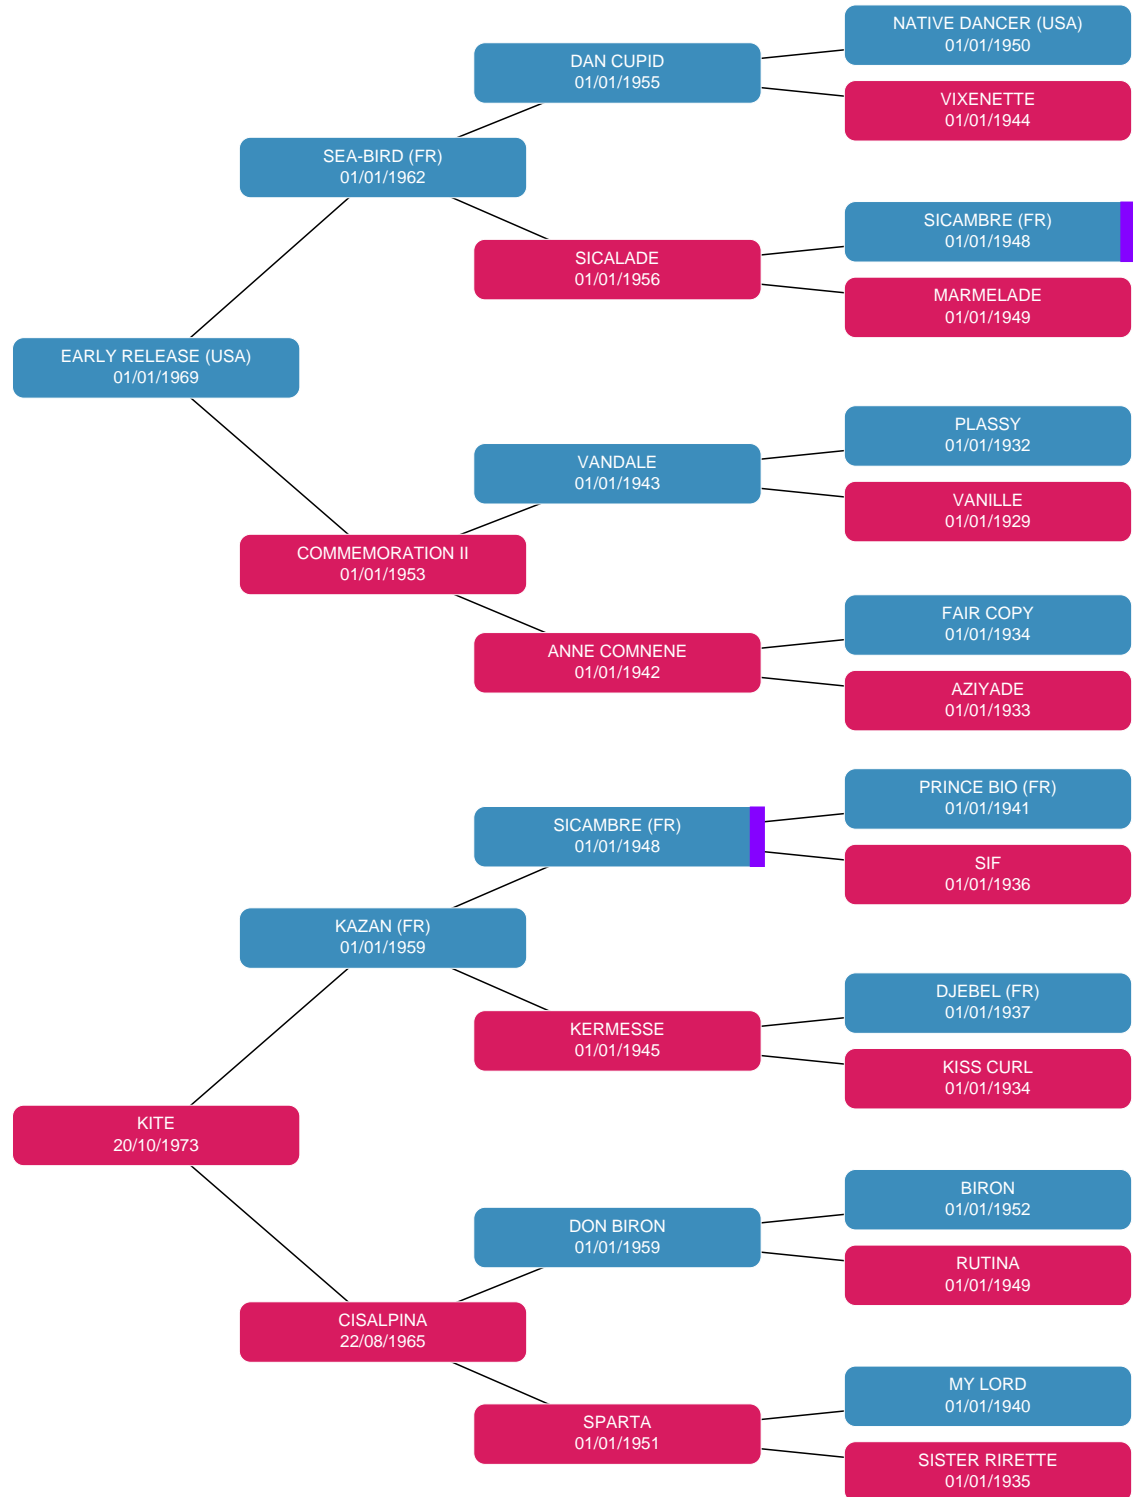 NATIVE DANCER (USA)
01/01/1950
DAN CUPID
01/01/1955
VIXENETTE
01/01/1944
SEA-BIRD (FR)
01/01/1962
SICAMBRE (FR)
01/01/1948
SICALADE
01/01/1956
MARMELADE
01/01/1949
EARLY RELEASE (USA)
01/01/1969
PLASSY
01/01/1932
VANDALE
01/01/1943
VANILLE
01/01/1929
COMMEMORATION II
01/01/1953
FAIR COPY
01/01/1934
ANNE COMNENE
01/01/1942
AZIYADE
01/01/1933
PRINCE BIO (FR)
01/01/1941
SICAMBRE (FR)
01/01/1948
SIF
01/01/1936
KAZAN (FR)
01/01/1959
DJEBEL (FR)
01/01/1937
KERMESSE
01/01/1945
KISS CURL
01/01/1934
KITE
20/10/1973
BIRON
01/01/1952
DON BIRON
01/01/1959
RUTINA
01/01/1949
CISALPINA
22/08/1965
MY LORD
01/01/1940
SPARTA
01/01/1951
SISTER RIRETTE
01/01/1935